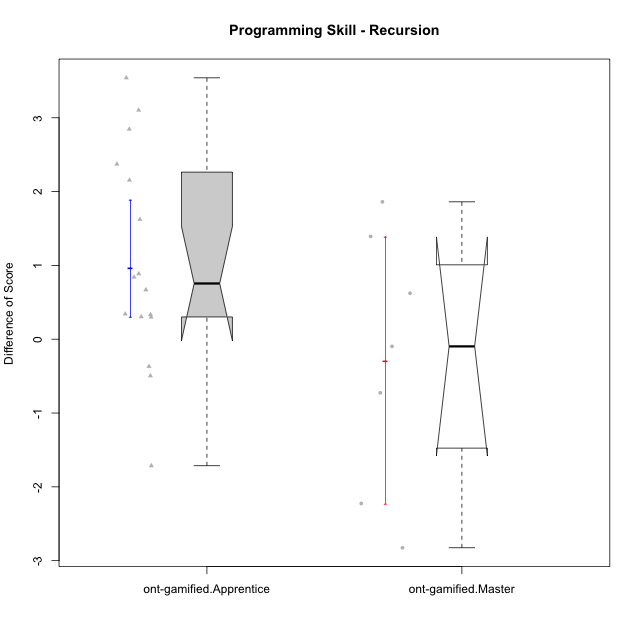 Programming Skill - Recursion
Difference of Score
3
2
1
0
-1
-2
-3
ont-gamified.Apprentice
ont-gamified.Master